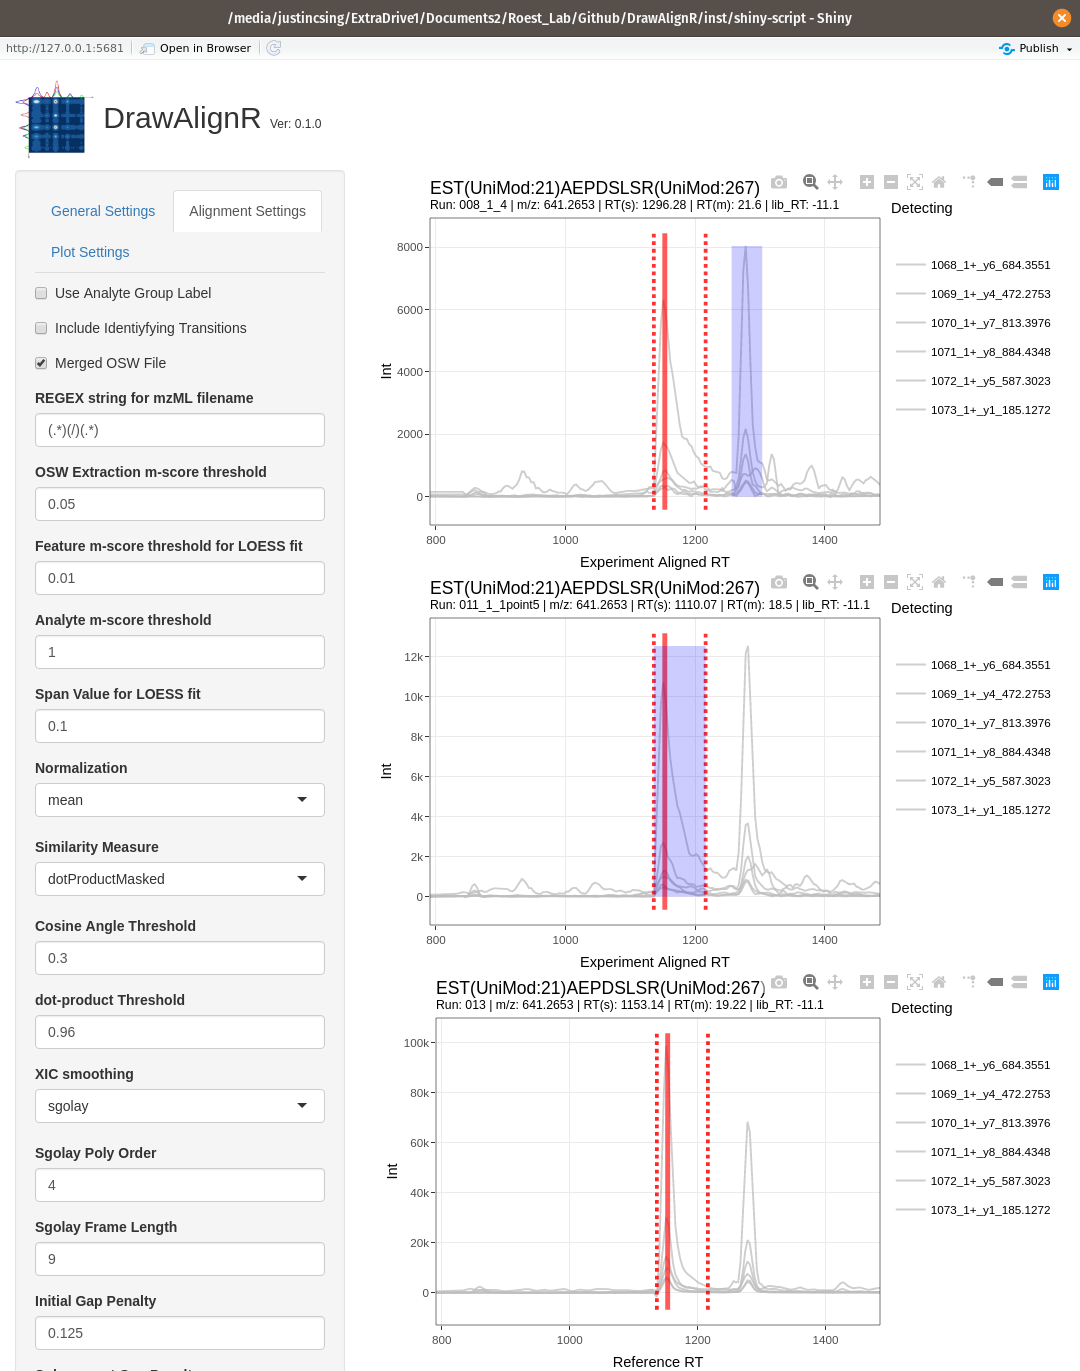 /media/justincsing/ExtraDrive1/Documents2/Roest_Lab/Github/DrawAlignR/inst/shiny-script - Shiny
http://127.0.0.1:5681
Open in Browser
Publish
DrawAlignR Ver: 0.1.0
General Settings
Alignment Settings
Plot Settings
Use Analyte Group Label
Include Identiyfying Transitions
Merged OSW File
REGEX string for mzML filename
(.*)(/)(.*)
OSW Extraction m-score threshold
0.05
Feature m-score threshold for LOESS fit
0.01
Analyte m-score threshold
1
Span Value for LOESS fit
0.1
Normalization
mean
Similarity Measure
dotProductMasked
Cosine Angle Threshold
0.3
dot-product Threshold
0.96
XIC smoothing
sgolay
Sgolay Poly Order
4
Sgolay Frame Length
9
Initial Gap Penalty
0.125
EST(UniMod:21)AEPDSLSR(UniMod:267)
Run: 008_1_4 | m/z: 641.2653 | RT(s): 1296.28 | RT(m): 21.6 | lib_RT: -11.1
Detecting
1068_1+_y6_684.3551
1069_1+_y4_472.2753
1070_1+_y7_813.3976
1071_1+_y8_884.4348
1072_1+_y5_587.3023
1073_1+_y1_185.1272
8000
6000
4000
2000
0
Int
800
1000
1200
1400
Experiment Aligned RT
EST(UniMod:21)AEPDSLSR(UniMod:267)
Run: 011_1_1point5 | m/z: 641.2653 | RT(s): 1110.07 | RT(m): 18.5 | lib_RT: -11.1
Detecting
1068_1+_y6_684.3551
1069_1+_y4_472.2753
1070_1+_y7_813.3976
1071_1+_y8_884.4348
1072_1+_y5_587.3023
1073_1+_y1_185.1272
12k
10k
8k
6k
4k
2k
0
Int
800
1000
1200
1400
Experiment Aligned RT
EST(UniMod:21)AEPDSLSR(UniMod:267)
Run: 013 | m/z: 641.2653 | RT(s): 1153.14 | RT(m): 19.22 | lib_RT: -11.1
Detecting
1068_1+_y6_684.3551
1069_1+_y4_472.2753
1070_1+_y7_813.3976
1071_1+_y8_884.4348
1072_1+_y5_587.3023
1073_1+_y1_185.1272
100k
80k
60k
40k
20k
0
Int
800
1000
1200
1400
Reference RT